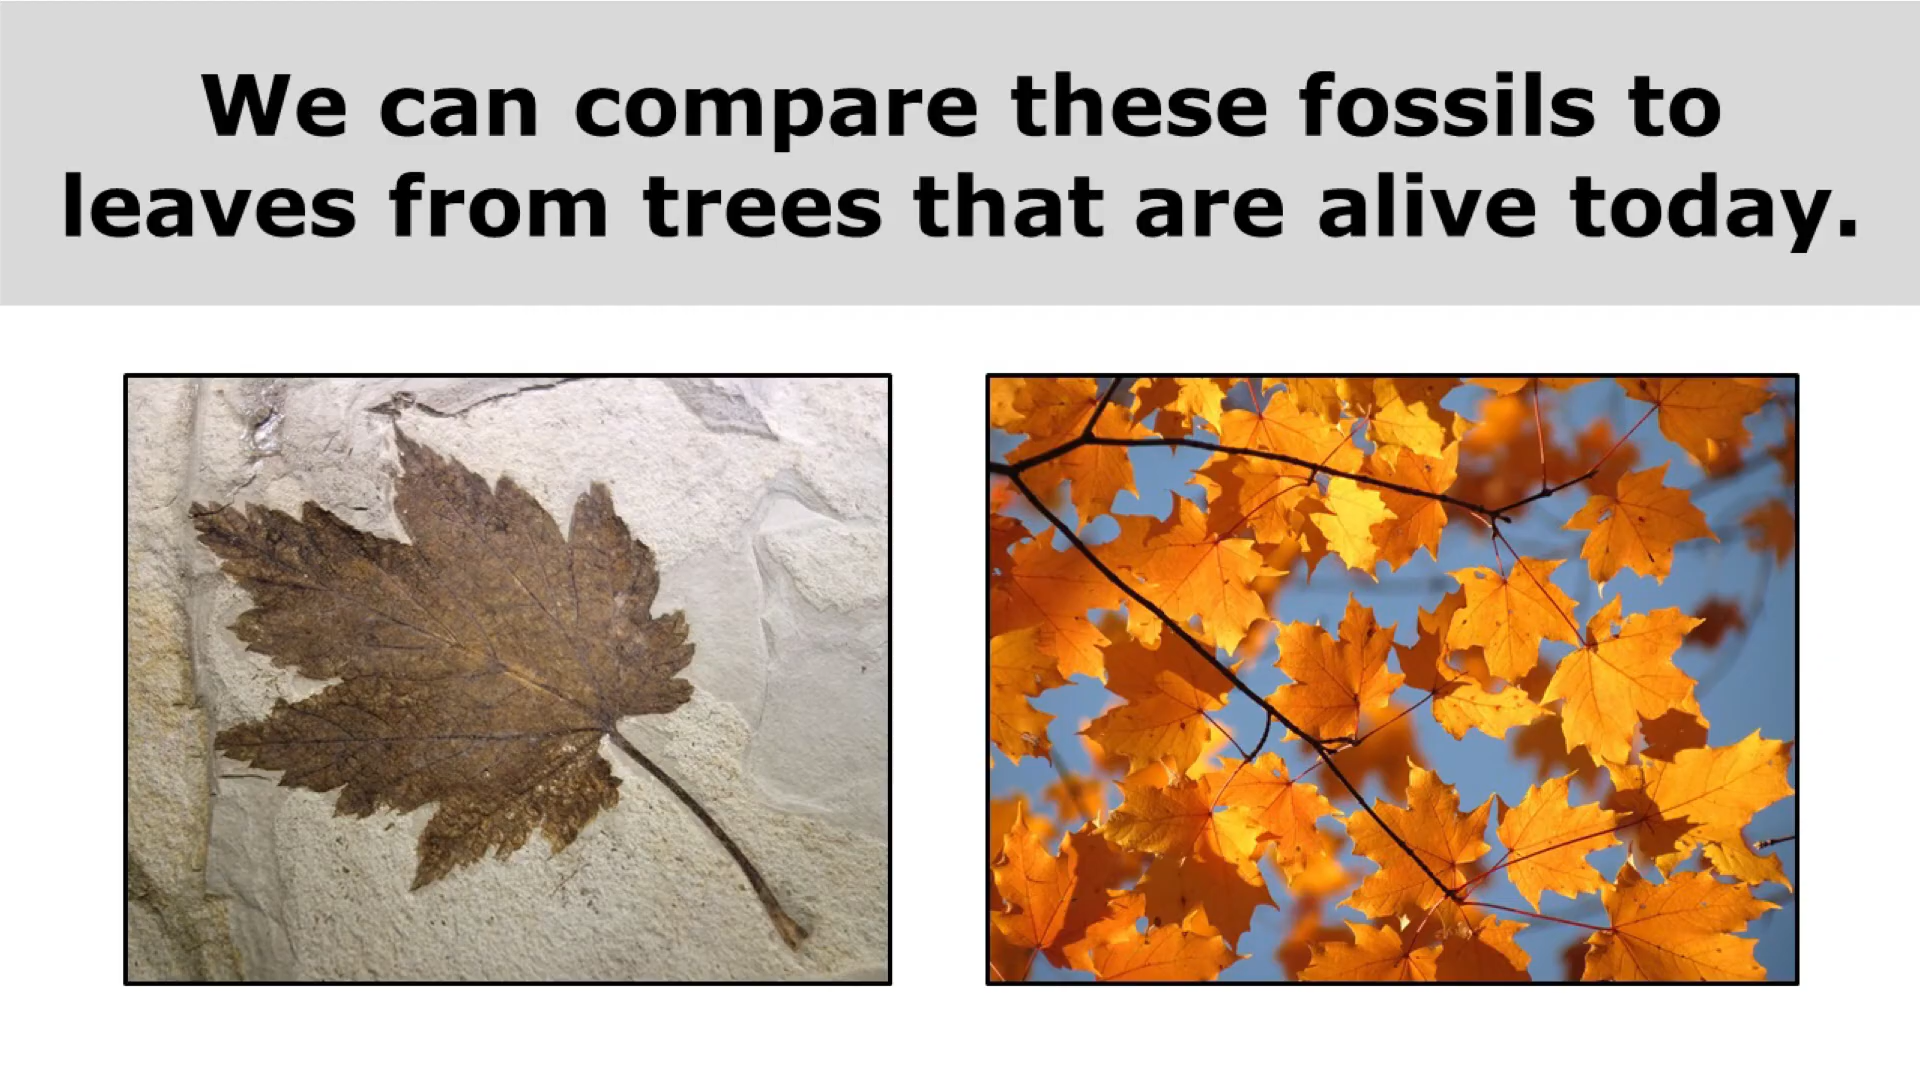 We can compare these fossils to
leaves from trees that are alive today.